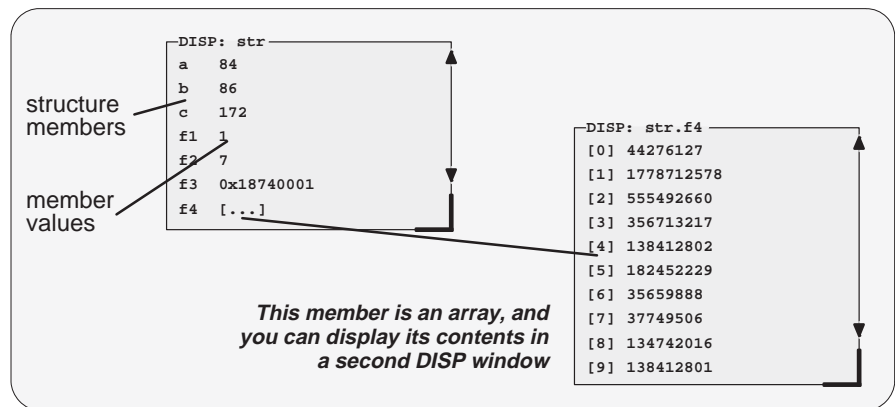 DISP: str
a 84
b 86
c 172
f1 1
f2 7
f3 0x18740001
f4 [...]
structure
members
member
values
DISP: str.f4
[0] 44276127
[1] 1778712578
[2] 555492660
[3] 356713217
[4] 138412802
[5] 182452229
[6] 35659888
[7] 37749506
[8] 134742016
[9] 138412801
This member is an array, and
you can display its contents in
a second DISP window